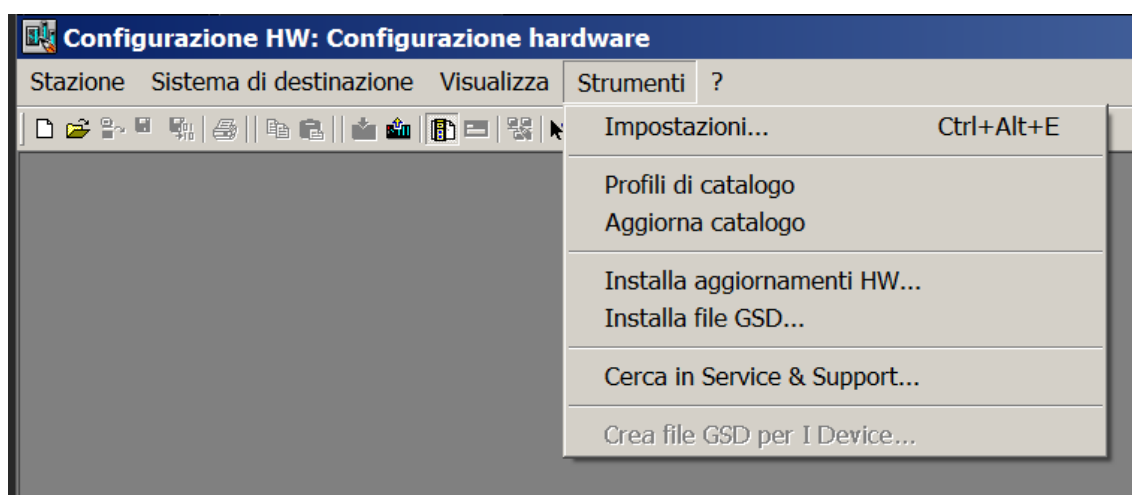 Configurazione HW: Configurazione hardware
Stazione Sistema di destinazione Visualizza Strumenti ?
Impostazioni... Ctrl+Alt+E
Profili di catalogo
Aggiorna catalogo
Installa aggiornamenti HW...
Installa file GSD...
Cerca in Service & Support...
Crea file GSD per I Device...